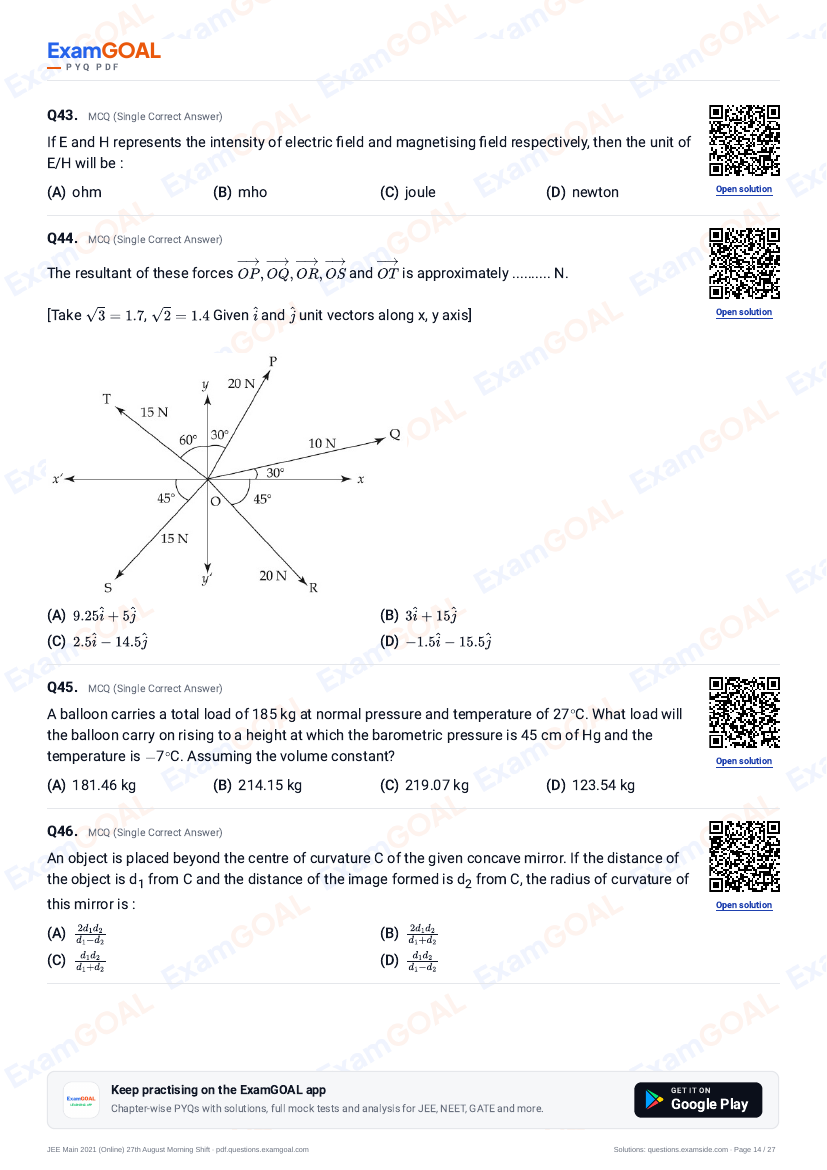 ExamGOAL
PYQ PDF
Q43. MCQ (Single Correct Answer)
If E and H represents the intensity of electric field and magnetising field respectively, then the unit of
E/H will be :
(A) ohm (B) mho (C) joule (D) newton
Open solution
Q44. MCQ (Single Correct Answer)
The resultant of these forces $\overrightarrow{OP}, \overrightarrow{OQ}, \overrightarrow{OR}, \overrightarrow{OS}$ and $\overrightarrow{OT}$ is approximately .......... N.
[Take $\sqrt{3} = 1.7$, $\sqrt{2} = 1.4$ Given $\hat{i}$ and $\hat{j}$ unit vectors along x, y axis]
Open solution
P
y 20 N
T
15 N
60° 30°
Q
10 N
30°
x′ x
45° O 45°
15 N
20 N
S y′ R
(A) $9.25\hat{i} + 5\hat{j}$ (B) $3\hat{i} + 15\hat{j}$
(C) $2.5\hat{i} - 14.5\hat{j}$ (D) $-1.5\hat{i} - 15.5\hat{j}$
Q45. MCQ (Single Correct Answer)
A balloon carries a total load of 185 kg at normal pressure and temperature of 27°C. What load will
the balloon carry on rising to a height at which the barometric pressure is 45 cm of Hg and the
temperature is −7°C. Assuming the volume constant?
(A) 181.46 kg (B) 214.15 kg (C) 219.07 kg (D) 123.54 kg
Open solution
Q46. MCQ (Single Correct Answer)
An object is placed beyond the centre of curvature C of the given concave mirror. If the distance of
the object is d₁ from C and the distance of the image formed is d₂ from C, the radius of curvature of
this mirror is :
(A) $\frac{2d_1d_2}{d_1-d_2}$ (B) $\frac{2d_1d_2}{d_1+d_2}$
(C) $\frac{d_1d_2}{d_1+d_2}$ (D) $\frac{d_1d_2}{d_1-d_2}$
Open solution
ExamGOAL
Keep practising on the ExamGOAL app
Chapter-wise PYQs with solutions, full mock tests and analysis for JEE, NEET, GATE and more.
GET IT ON
Google Play
JEE Main 2021 (Online) 27th August Morning Shift · pdf.questions.examgoal.com
Solutions: questions.examside.com · Page 14 / 27